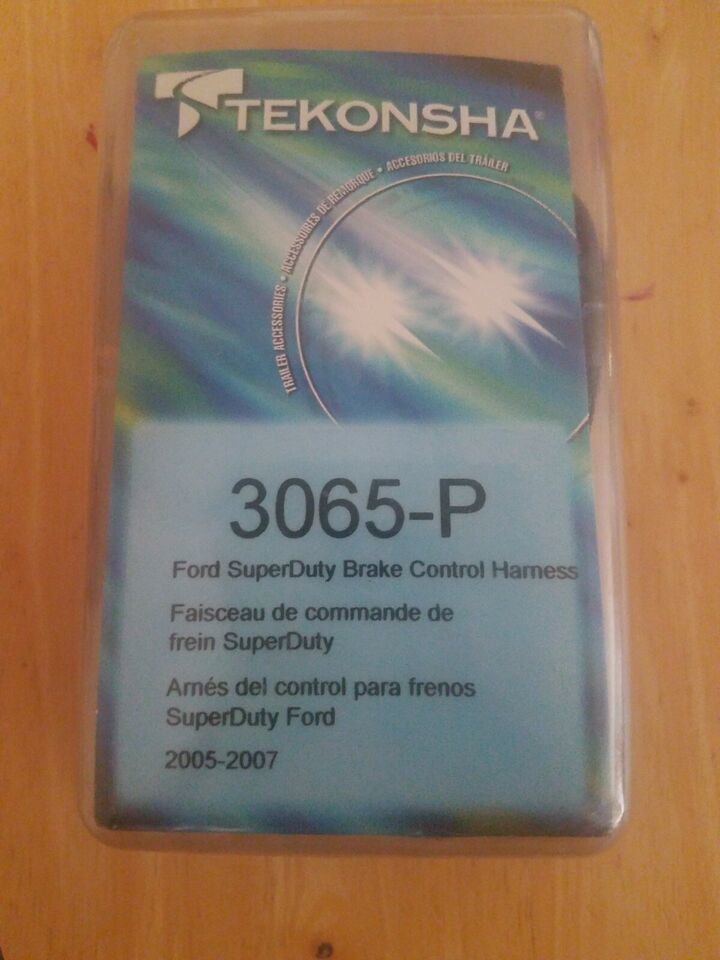 TEKONSHA®
TRAILER ACCESSORIES • ACCESSOIRES DE REMORQUE • ACCESORIOS DEL TRÁILER
3065-P
Ford SuperDuty Brake Control Harness
Faisceau de commande de
frein SuperDuty
Arnés del control para frenos
SuperDuty Ford
2005-2007